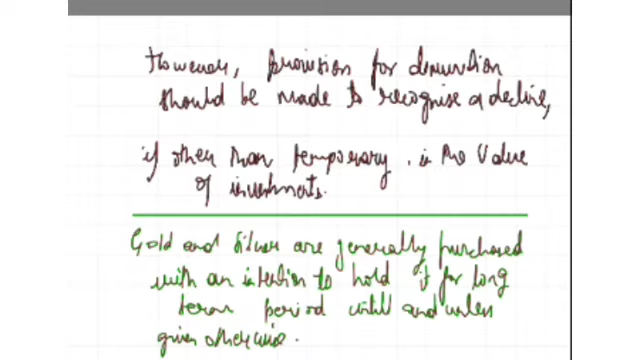 However, provision for diminution
should be made to recognise a decline,
if other than temporary, in the value
of investments.
Gold and Silver are generally purchased
with an intention to hold it for long
term period until and unless
given otherwise.